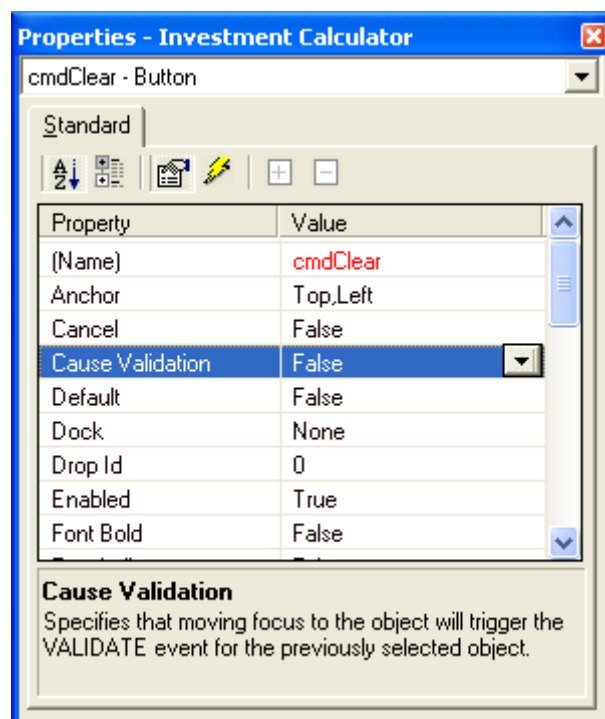 Properties - Investment Calculator
cmdClear - Button
Standard
Property Value
(Name) cmdClear
Anchor Top,Left
Cancel False
Cause Validation False
Default False
Dock None
Drop Id 0
Enabled True
Font Bold False
Cause Validation
Specifies that moving focus to the object will trigger the
VALIDATE event for the previously selected object.